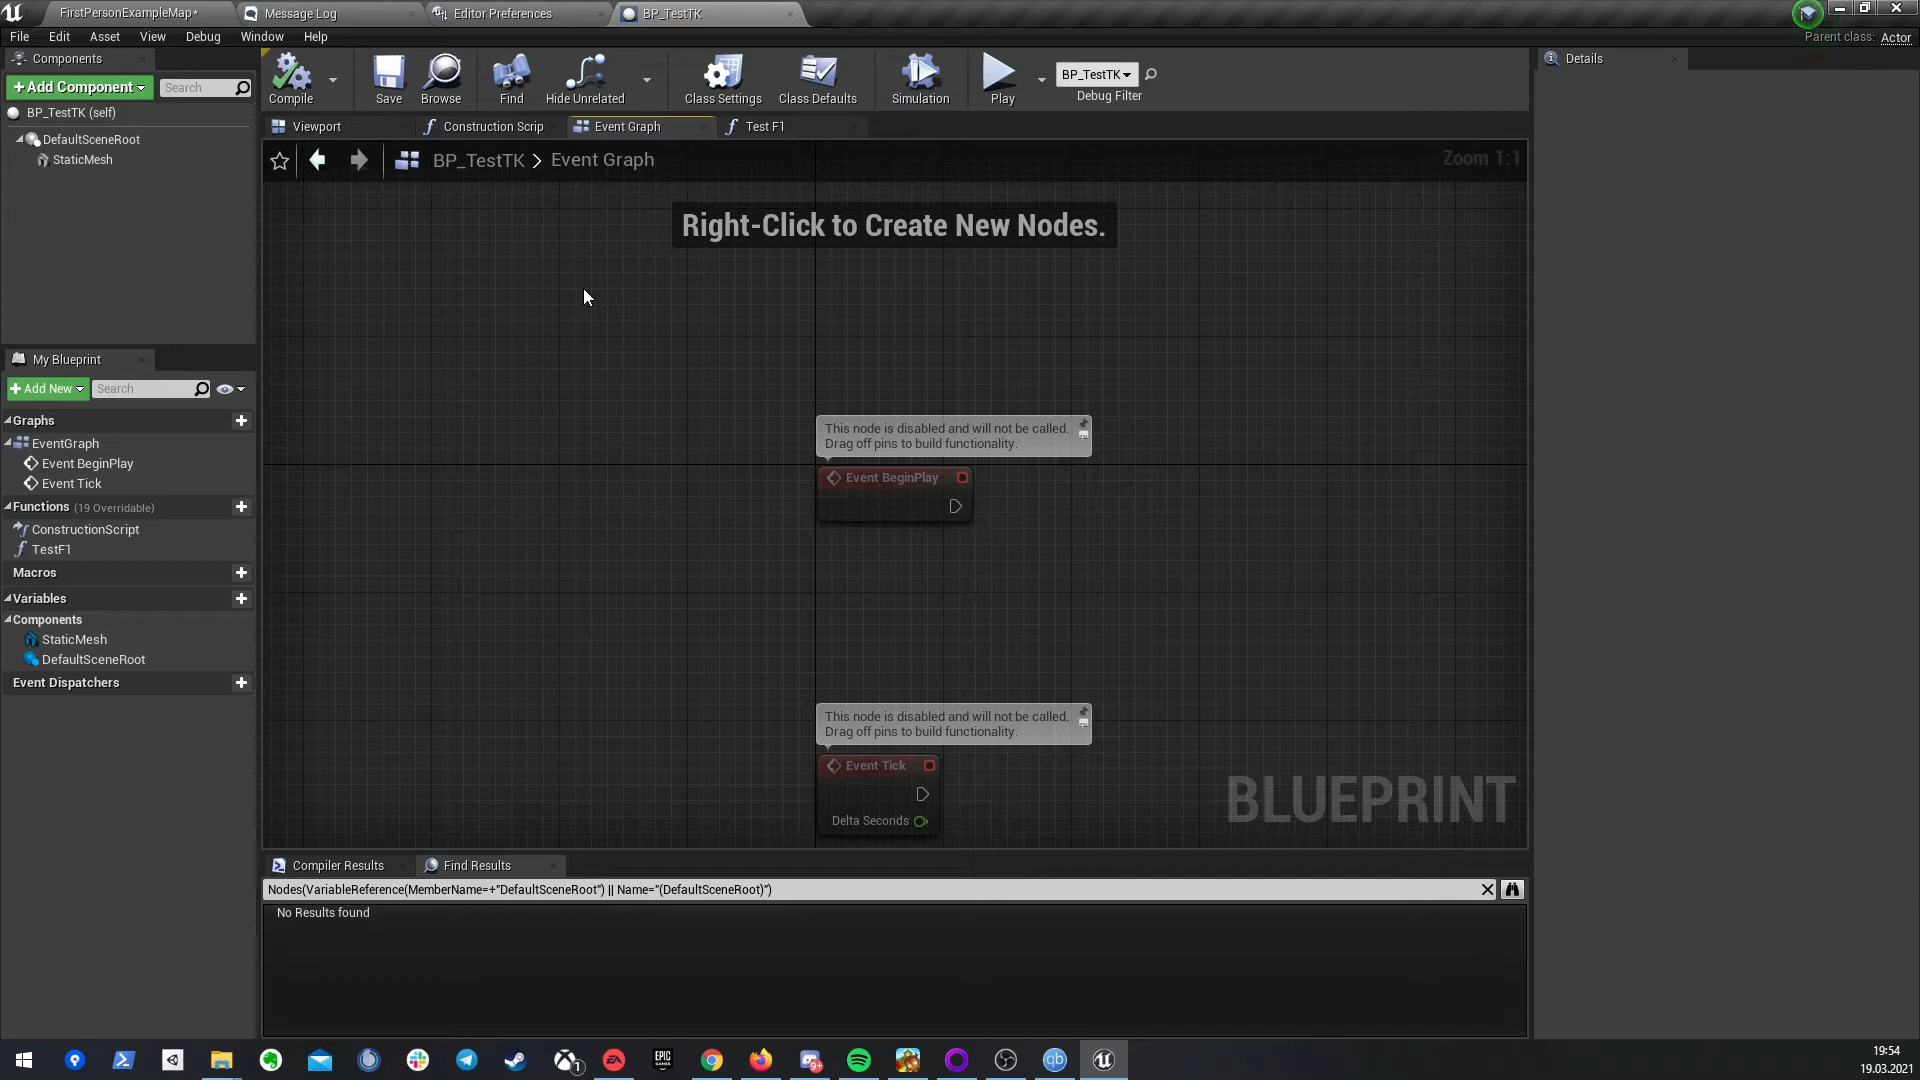 FirstPersonExampleMap*
Message Log
Editor Preferences
BP_TestTK
File Edit Asset View Debug Window Help
Parent class: Actor
Components
+ Add Component
Search
BP_TestTK (self)
DefaultSceneRoot
StaticMesh
Compile
Save
Browse
Find
Hide Unrelated
Class Settings
Class Defaults
Simulation
Play
BP_TestTK
Debug Filter
Details
Viewport
Construction Scrip
Event Graph
Test F1
BP_TestTK > Event Graph
Zoom 1:1
Right-Click to Create New Nodes.
My Blueprint
+ Add New
Search
Graphs
EventGraph
Event BeginPlay
Event Tick
Functions (19 Overridable)
ConstructionScript
TestF1
Macros
Variables
Components
StaticMesh
DefaultSceneRoot
Event Dispatchers
This node is disabled and will not be called.
Drag off pins to build functionality.
Event BeginPlay
This node is disabled and will not be called.
Drag off pins to build functionality.
Event Tick
Delta Seconds
BLUEPRINT
Compiler Results
Find Results
Nodes(VariableReference(MemberName=+"DefaultSceneRoot") || Name="(DefaultSceneRoot)")
No Results found
EA
EPIC
GAMES
1
9+
qb
19:54
19.03.2021